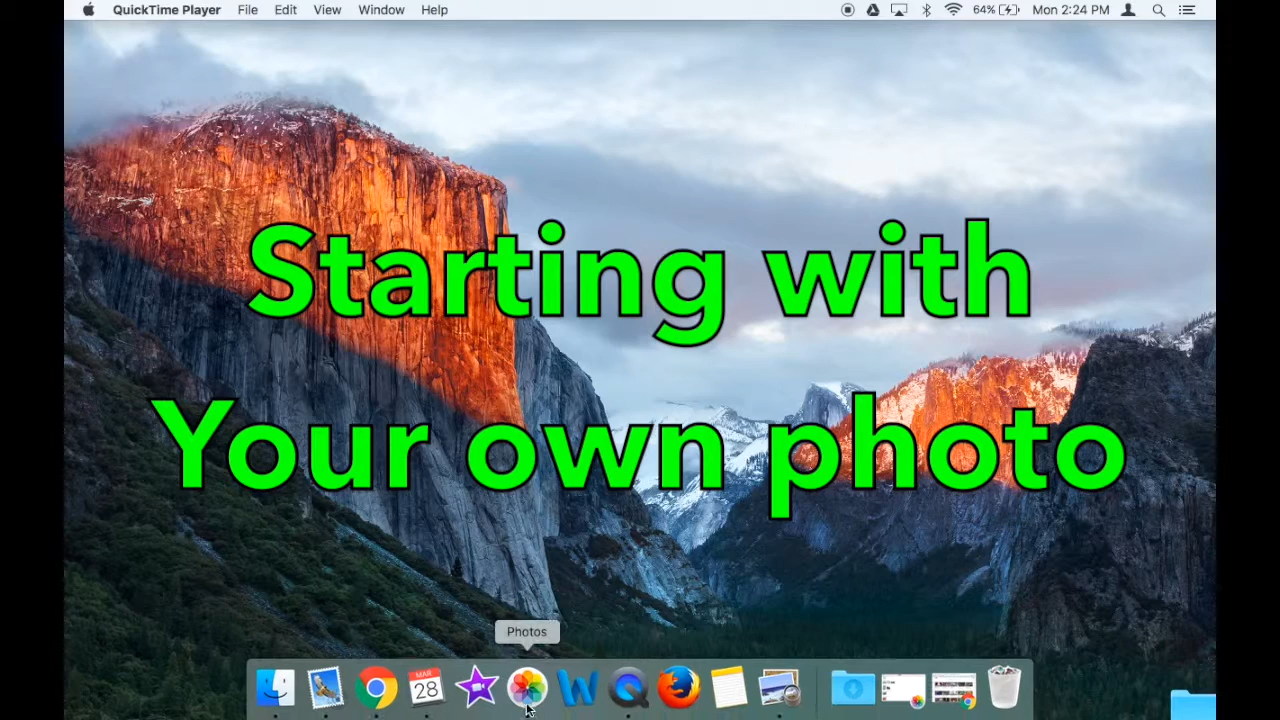 QuickTime Player File Edit View Window Help 64% Mon 2:24 PM
Starting with
Your own photo
Photos
MAR
28